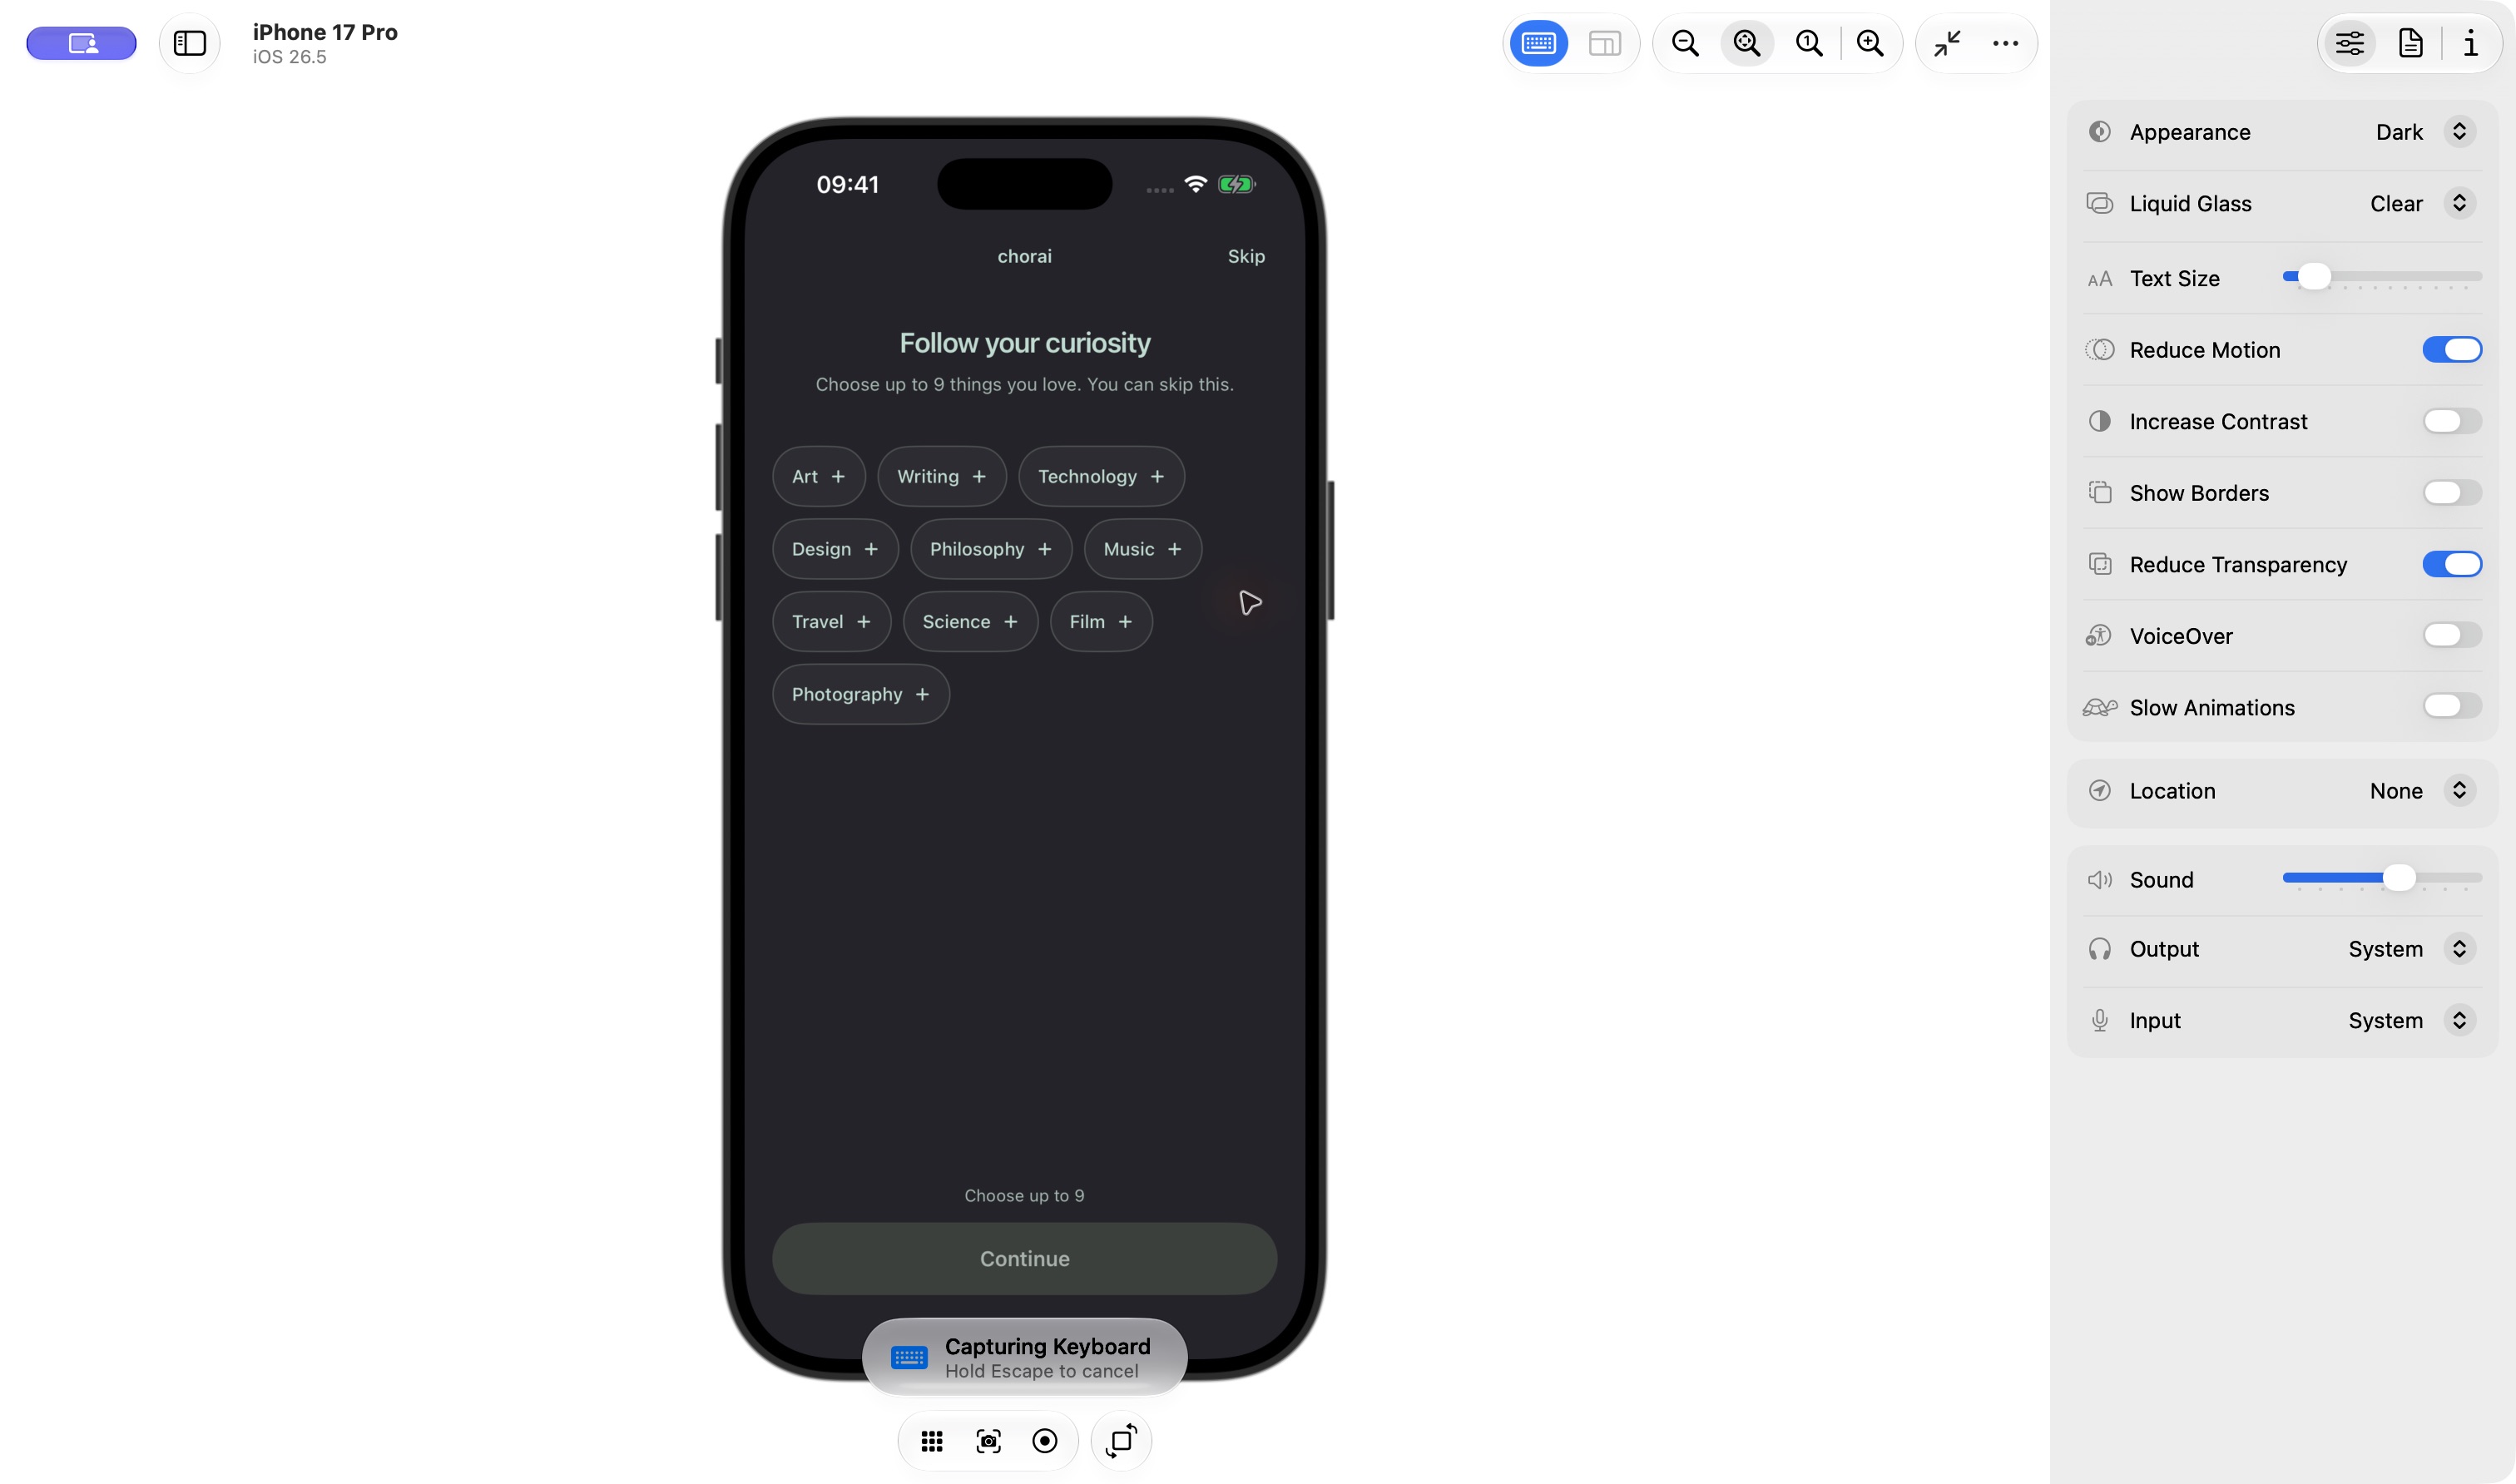 iPhone 17 Pro
iOS 26.5
09:41
chorai
Skip
Follow your curiosity
Choose up to 9 things you love. You can skip this.
Art +
Writing +
Technology +
Design +
Philosophy +
Music +
Travel +
Science +
Film +
Photography +
Choose up to 9
Continue
Capturing Keyboard
Hold Escape to cancel
Appearance Dark
Liquid Glass Clear
AA Text Size
Reduce Motion
Increase Contrast
Show Borders
Reduce Transparency
VoiceOver
Slow Animations
Location None
Sound
Output System
Input System